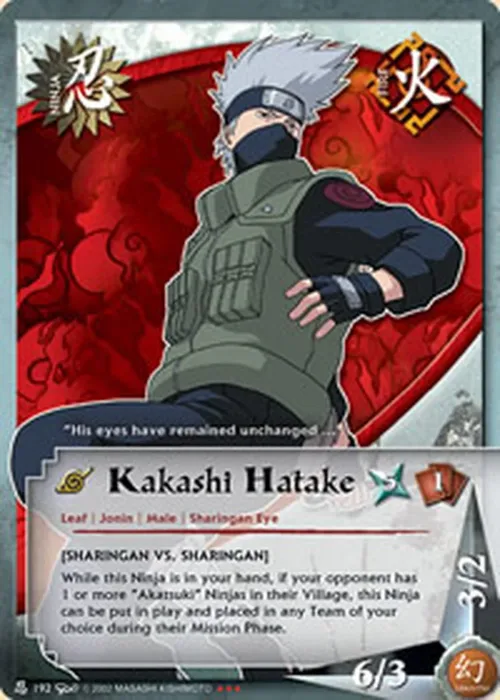 NINJA 忍
FIRE 火
"His eyes have remained unchanged ..."
Kakashi Hatake 5 1
Leaf | Jonin | Male | Sharingan Eye
[SHARINGAN VS. SHARINGAN]
While this Ninja is in your hand, if your opponent has
1 or more "Akatsuki" Ninjas in their Village, this Ninja
can be put in play and placed in any Team of your
choice during their Mission Phase.
3/2
192 © 2002 MASASHI KISHIMOTO
6/3
幻